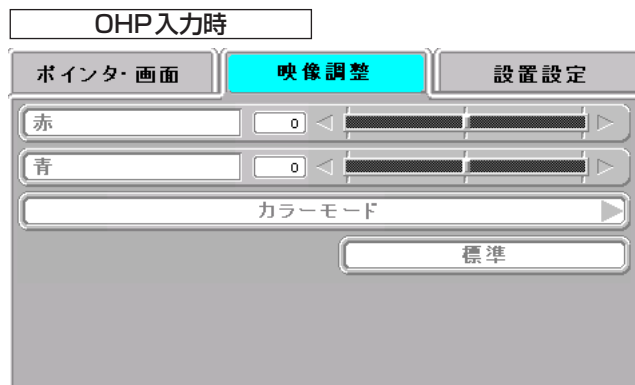 OHP入力時
ポインタ・画面 映像調整 設置設定
赤 0
青 0
カラーモード
標準